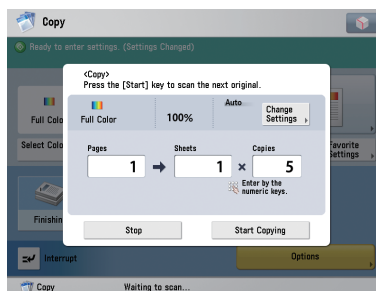 Copy
Ready to enter settings. (Settings Changed)
<Copy>
Press the [Start] key to scan the next original.
Full Color
100%
Auto
Change
Settings
Full Colo
Select Colo
Favorite
Settings
Pages
Sheets
Copies
1
1
×
5
Enter by the
numeric keys.
Finishin
Stop
Start Copying
Interrupt
Options
Copy
Waiting to scan...